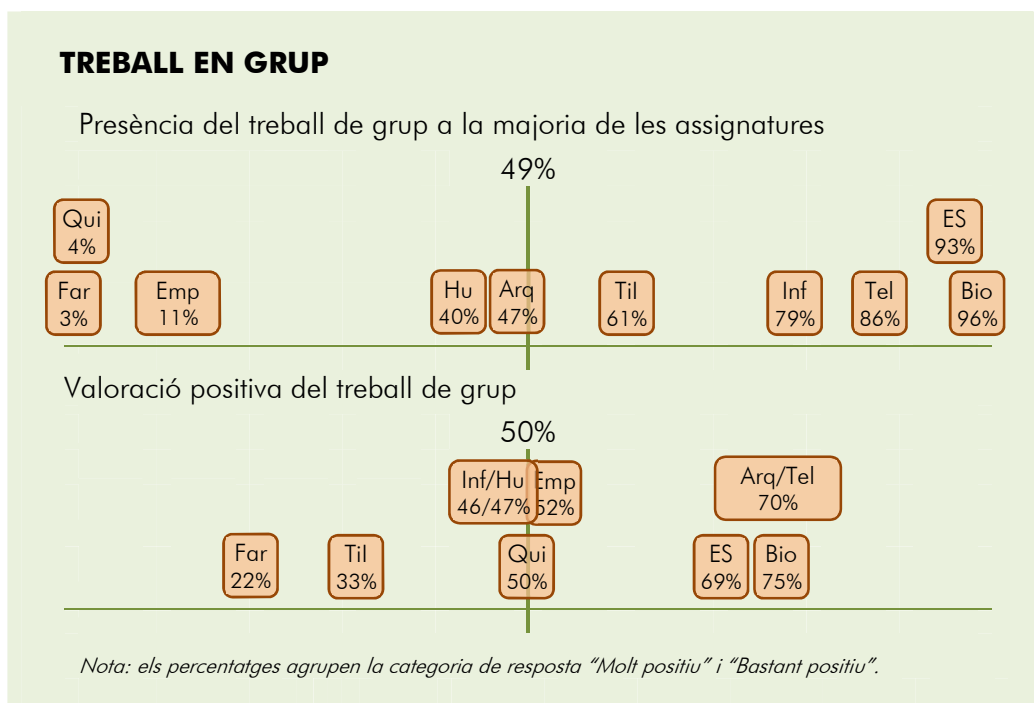 TREBALL EN GRUP
Presència del treball de grup a la majoria de les assignatures
49%
Qui
4%
ES
93%
Far
3%
Emp
11%
Hu
40%
Arq
47%
Til
61%
Inf
79%
Tel
86%
Bio
96%
Valoració positiva del treball de grup
50%
Inf/Hu
46/47%
Emp
52%
Arq/Tel
70%
Far
22%
Til
33%
Qui
50%
ES
69%
Bio
75%
Nota: els percentatges agrupen la categoria de resposta “Molt positiu” i “Bastant positiu”.